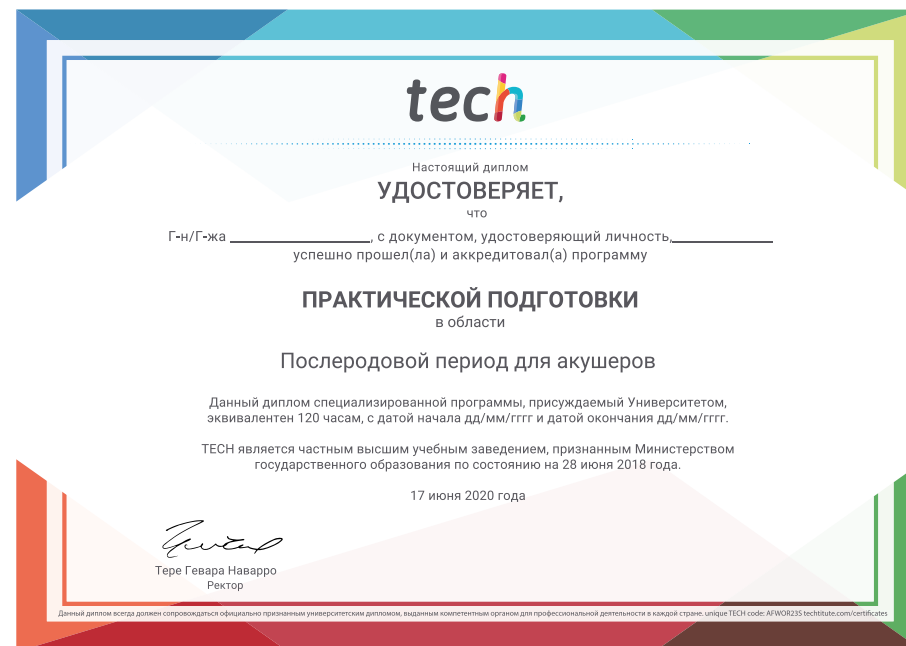 tech
Настоящий диплом
УДОСТОВЕРЯЕТ,
что
Г-н/Г-жа ____________________, с документом, удостоверяющий личность,______________
успешно прошел(ла) и аккредитовал(а) программу
ПРАКТИЧЕСКОЙ ПОДГОТОВКИ
в области
Послеродовой период для акушеров
Данный диплом специализированной программы, присуждаемый Университетом,
эквивалентен 120 часам, с датой начала дд/мм/гггг и датой окончания дд/мм/гггг.
TECH является частным высшим учебным заведением, признанным Министерством
государственного образования по состоянию на 28 июня 2018 года.
17 июня 2020 года
Тере Гевара Наварро
Ректор
Данный диплом всегда должен сопровождаться официально признанным университетским дипломом, выданным компетентным органом для профессиональной деятельности в каждой стране. unique TECH code: AFWOR23S techtitute.com/certificates